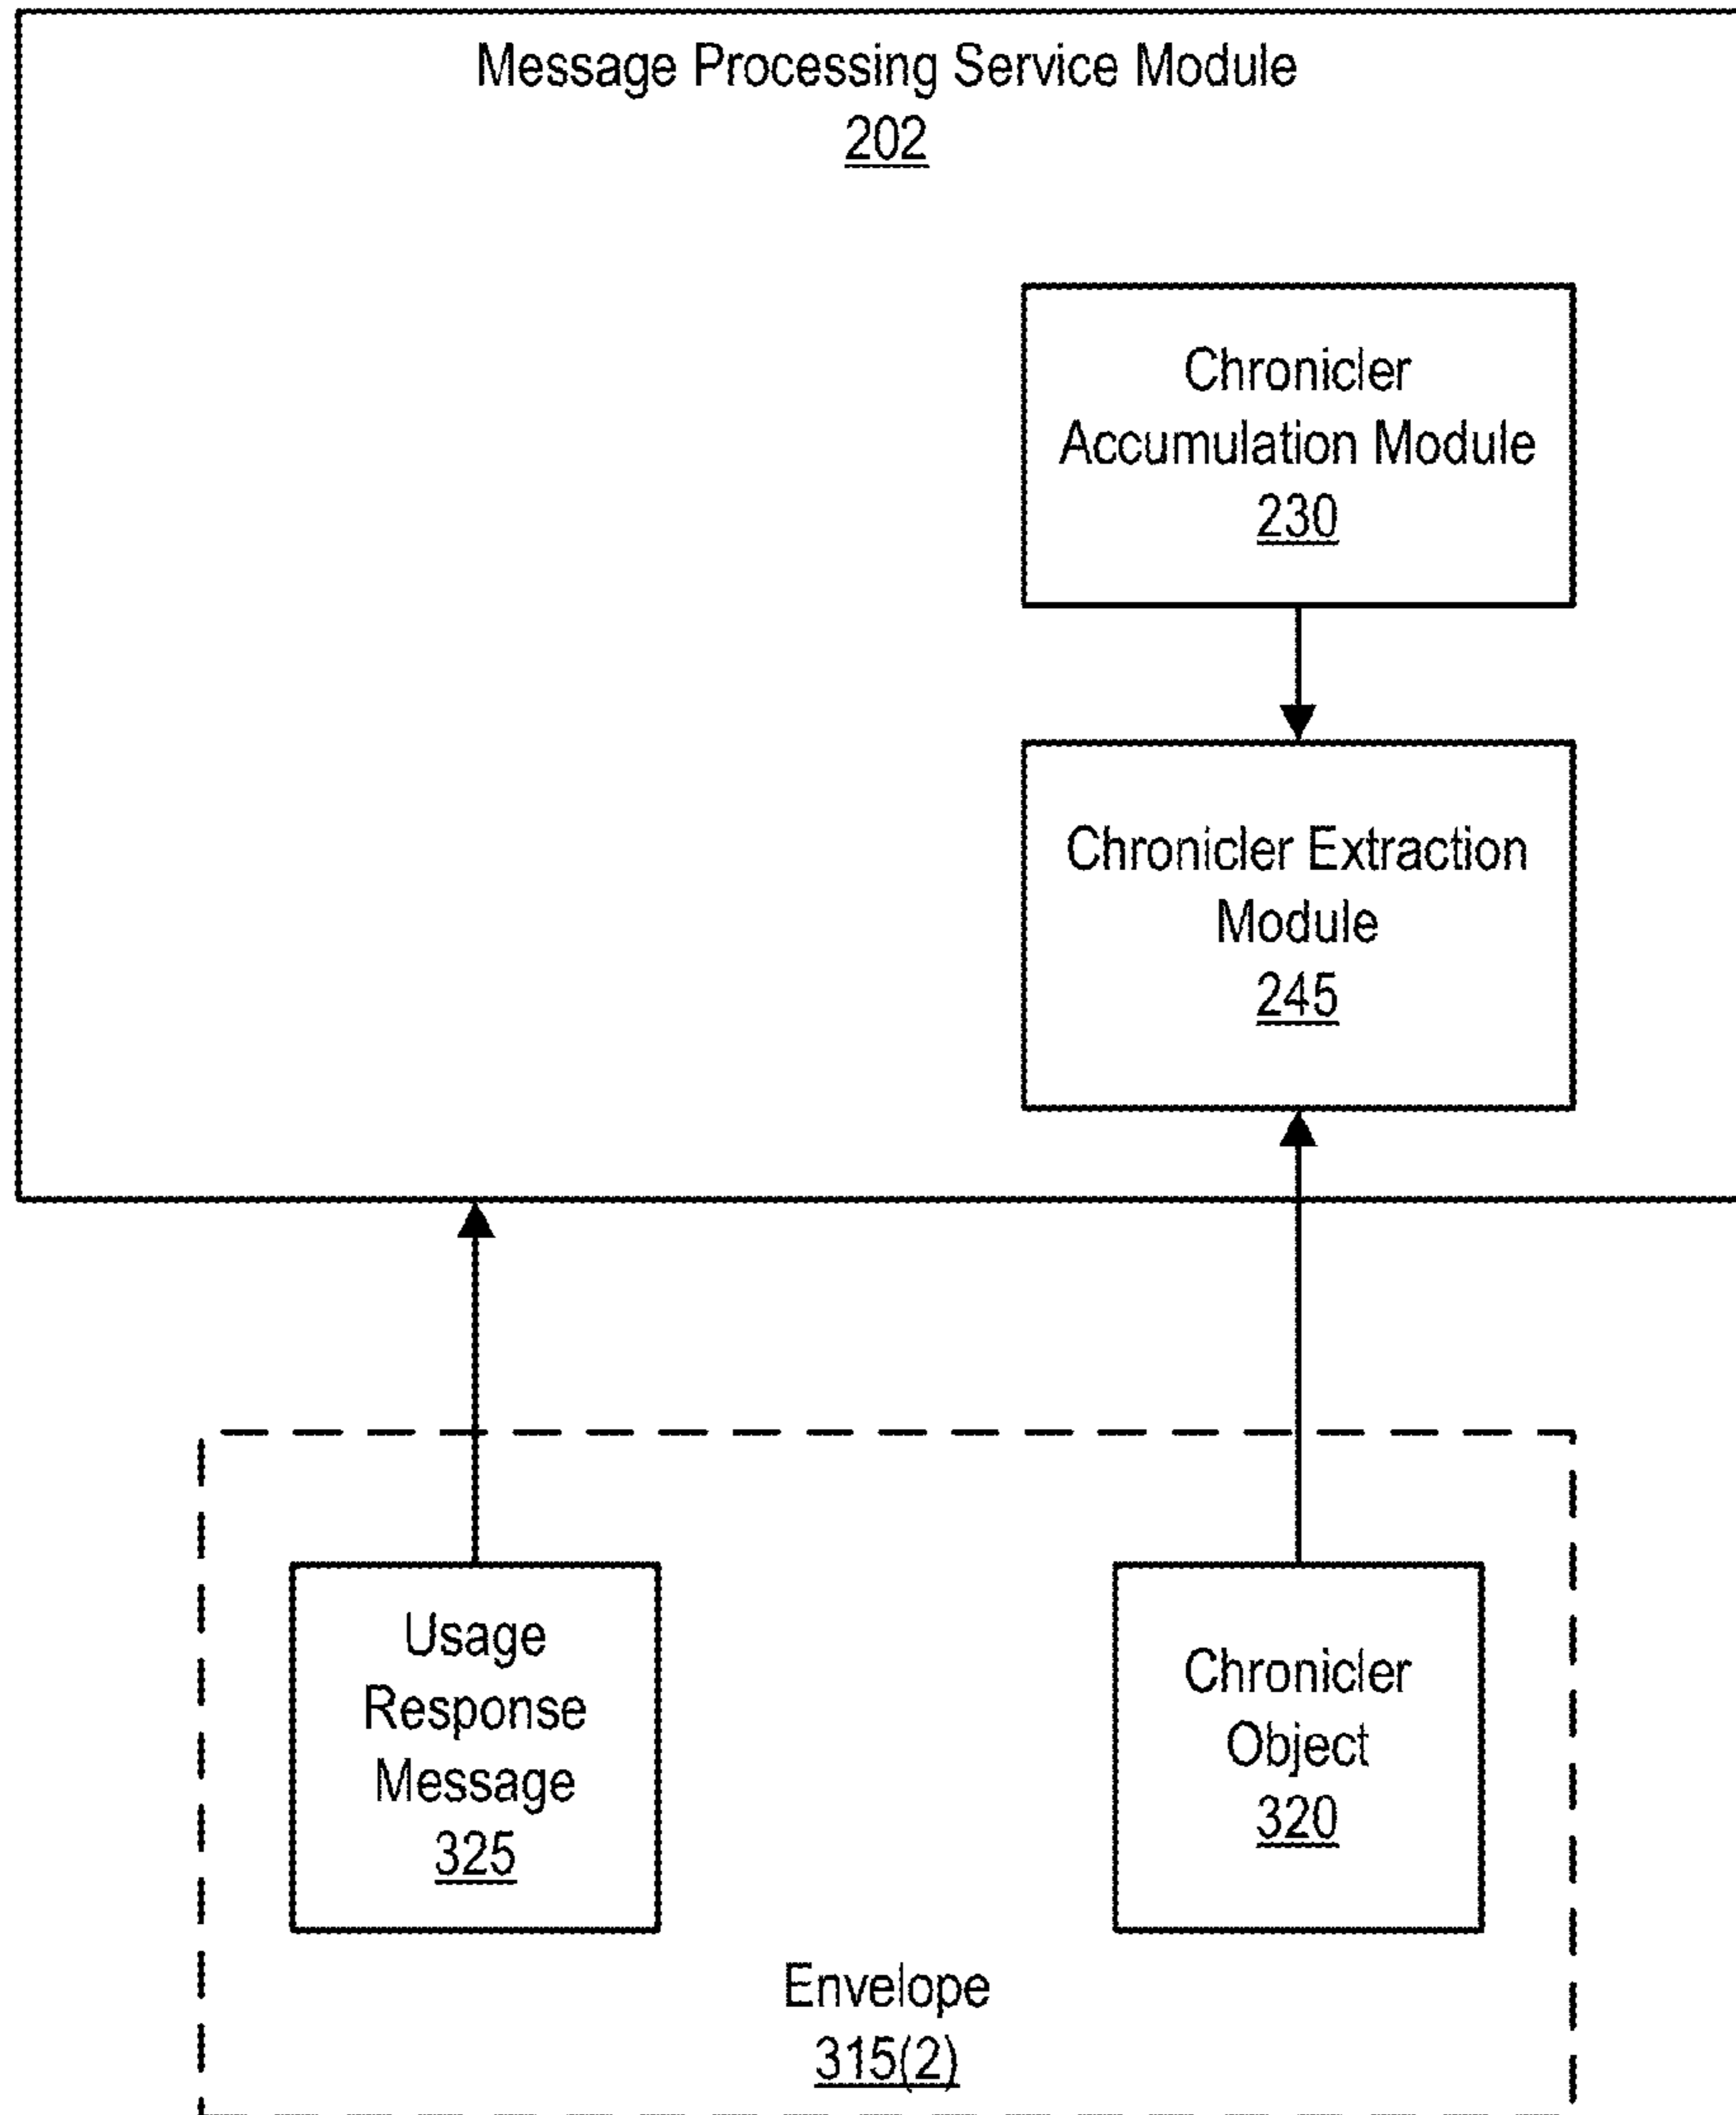 Message Processing Service Module
202
Chronicler
Accumulation Module
230
Chronicler Extraction
Module
245
Usage
Response
Message
325
Chronicler
Object
320
Envelope
315(2)